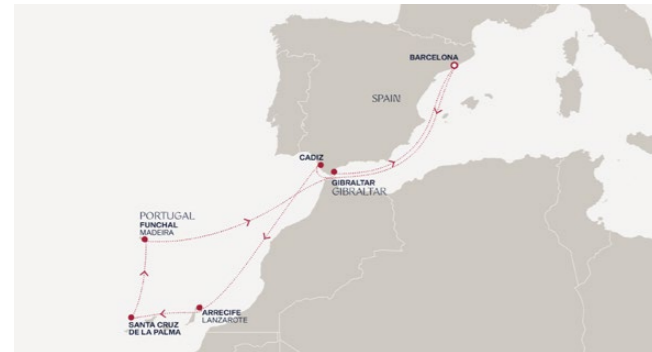 BARCELONA
SPAIN
CADIZ
GIBRALTAR
GIBRALTAR
PORTUGAL
FUNCHAL
MADEIRA
ARRECIFE
LANZAROTE
SANTA CRUZ
DE LA PALMA